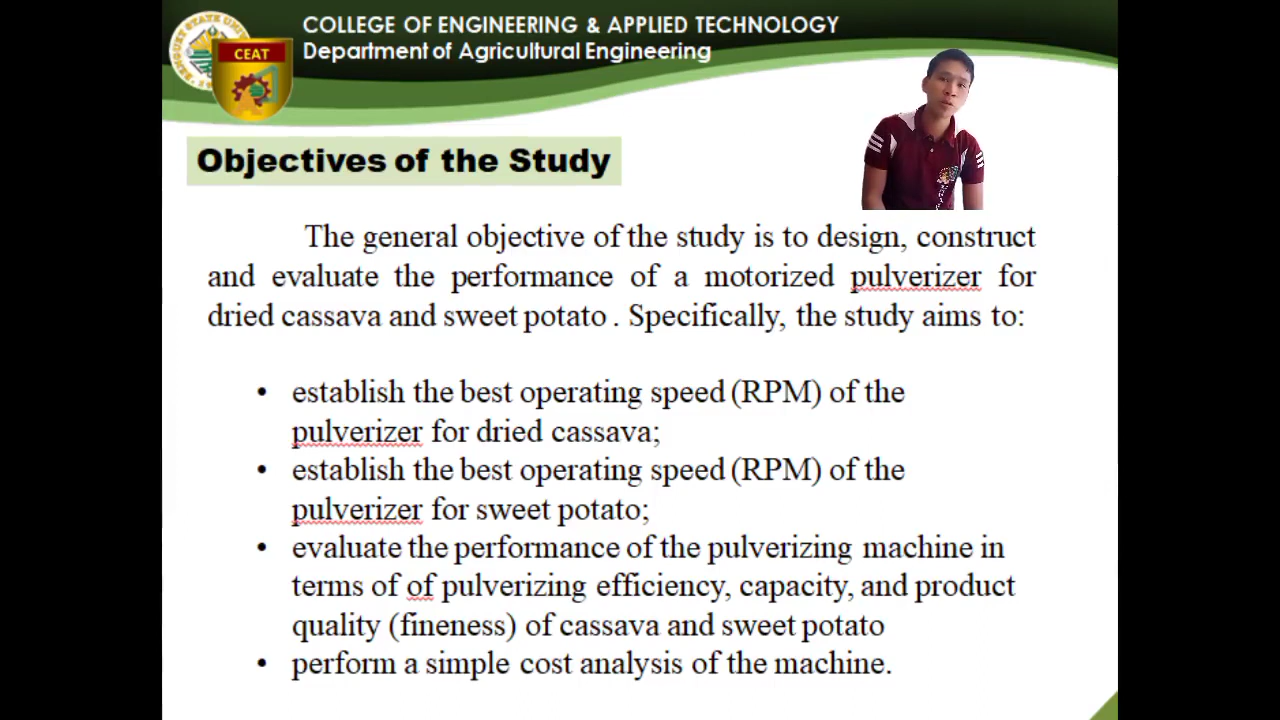 COLLEGE OF ENGINEERING & APPLIED TECHNOLOGY
Department of Agricultural Engineering
CEAT
Objectives of the Study
The general objective of the study is to design, construct
and evaluate the performance of a motorized pulverizer for
dried cassava and sweet potato . Specifically, the study aims to:
• establish the best operating speed (RPM) of the
pulverizer for dried cassava;
• establish the best operating speed (RPM) of the
pulverizer for sweet potato;
• evaluate the performance of the pulverizing machine in
terms of of pulverizing efficiency, capacity, and product
quality (fineness) of cassava and sweet potato
• perform a simple cost analysis of the machine.